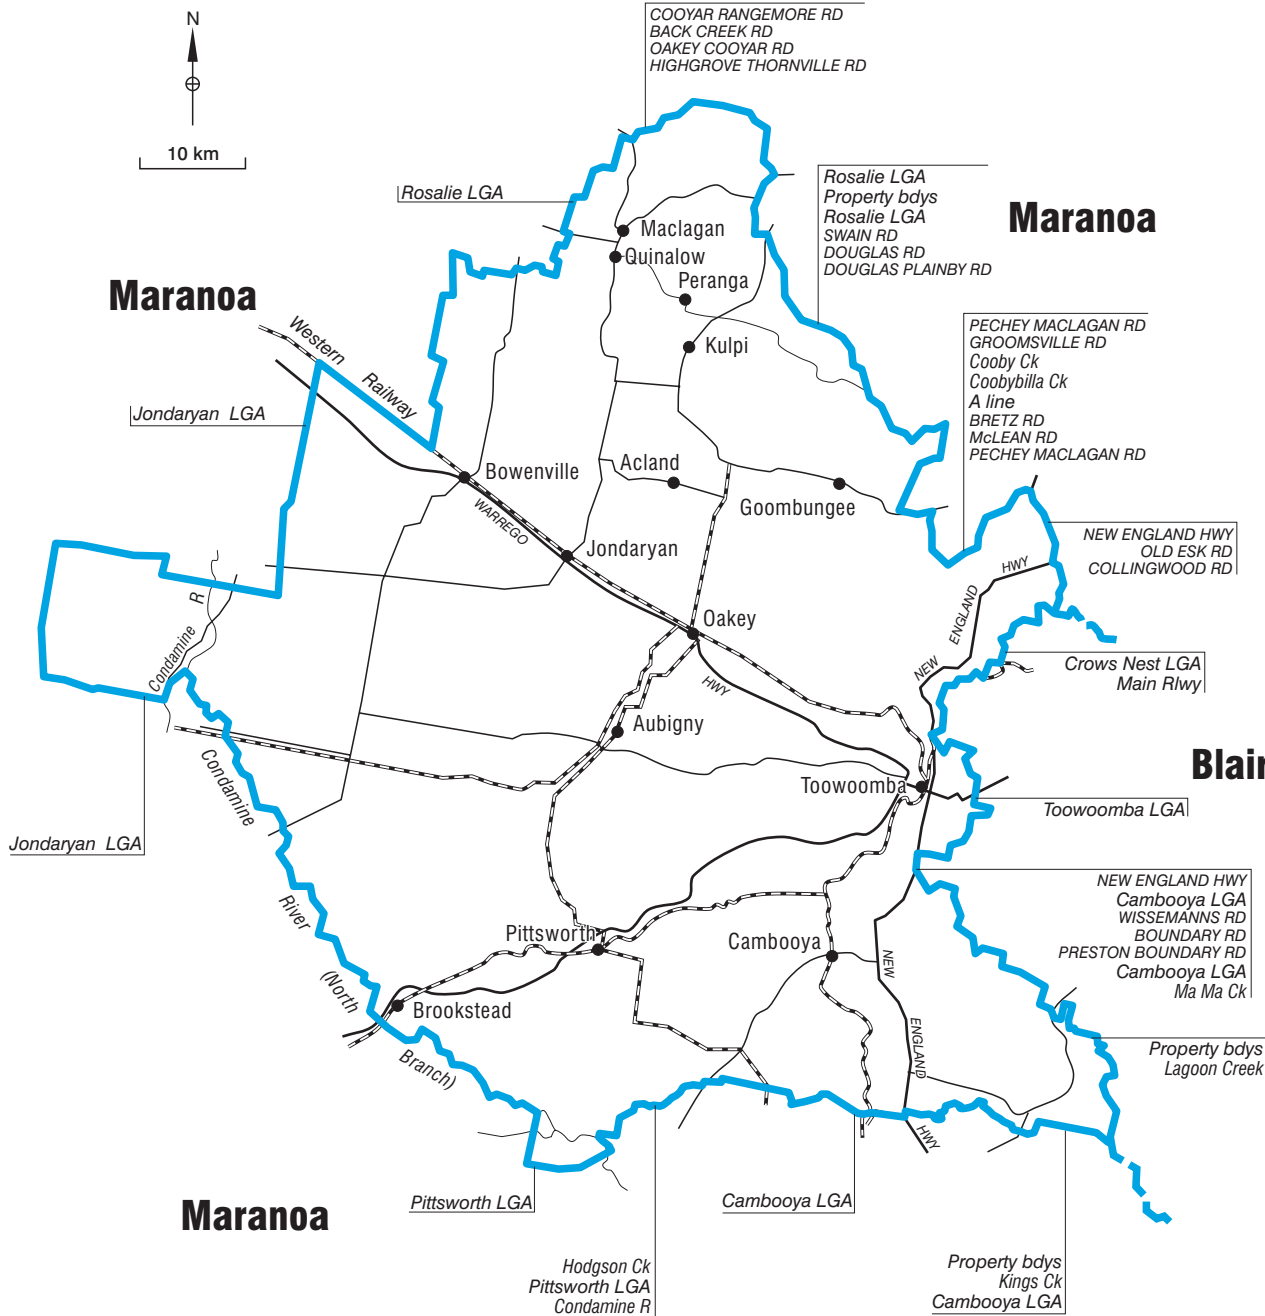 COOYAR RANGEMORE RD
BACK CREEK RD
OAKEY COOYAR RD
HIGHGROVE THORNVILLE RD
N
10 km
Rosalie LGA
Rosalie LGA
Property bdys
Rosalie LGA
SWAIN RD
DOUGLAS RD
DOUGLAS PLAINBY RD
Maranoa
Maclagan
Quinalow
Peranga
Maranoa
Western
Railway
Kulpi
PECHEY MACLAGAN RD
GROOMSVILLE RD
Cooby Ck
Coobybilla Ck
A line
BRETZ RD
McLEAN RD
PECHEY MACLAGAN RD
Jondaryan LGA
Bowenville
Acland
Goombungee
WARREGO
Jondaryan
NEW ENGLAND HWY
OLD ESK RD
COLLINGWOOD RD
HWY
ENGLAND
NEW
R
Condamine
Oakey
HWY
Crows Nest LGA
Main Rlwy
Aubigny
Condamine
Toowoomba
Blair
Toowoomba LGA
Jondaryan LGA
River
NEW ENGLAND HWY
Cambooya LGA
WISSEMANNS RD
BOUNDARY RD
PRESTON BOUNDARY RD
Cambooya LGA
Ma Ma Ck
Pittsworth
Cambooya
NEW
(North
Brookstead
ENGLAND
Branch)
Property bdys
Lagoon Creek
HWY
Pittsworth LGA
Cambooya LGA
Maranoa
Hodgson Ck
Pittsworth LGA
Condamine R
Property bdys
Kings Ck
Cambooya LGA